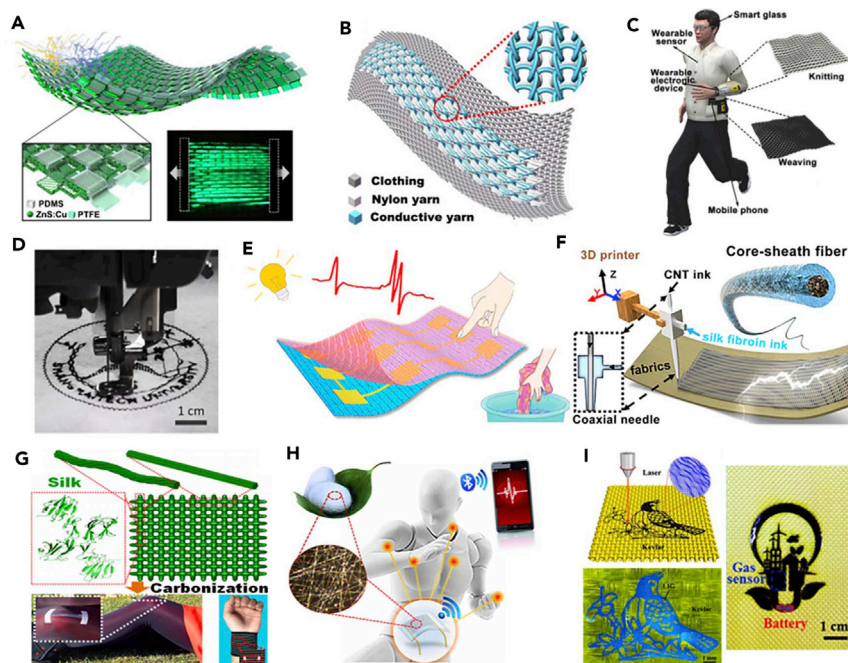 A
PDMS
ZnS:Cu PTFE
B
Clothing
Nylon yarn
Conductive yarn
C
Smart glass
Wearable
sensor
Wearable
electronic
device
Knitting
Weaving
Mobile phone
D
1 cm
E
F
3D printer
Z
Y
X
CNT ink
Core-sheath fiber
silk fibroin ink
fabrics
Coaxial needle
G
Silk
Carbonization
H
I
Laser
Kevlar
LIG
Kevlar
Gas
sensor
Battery
1 cm